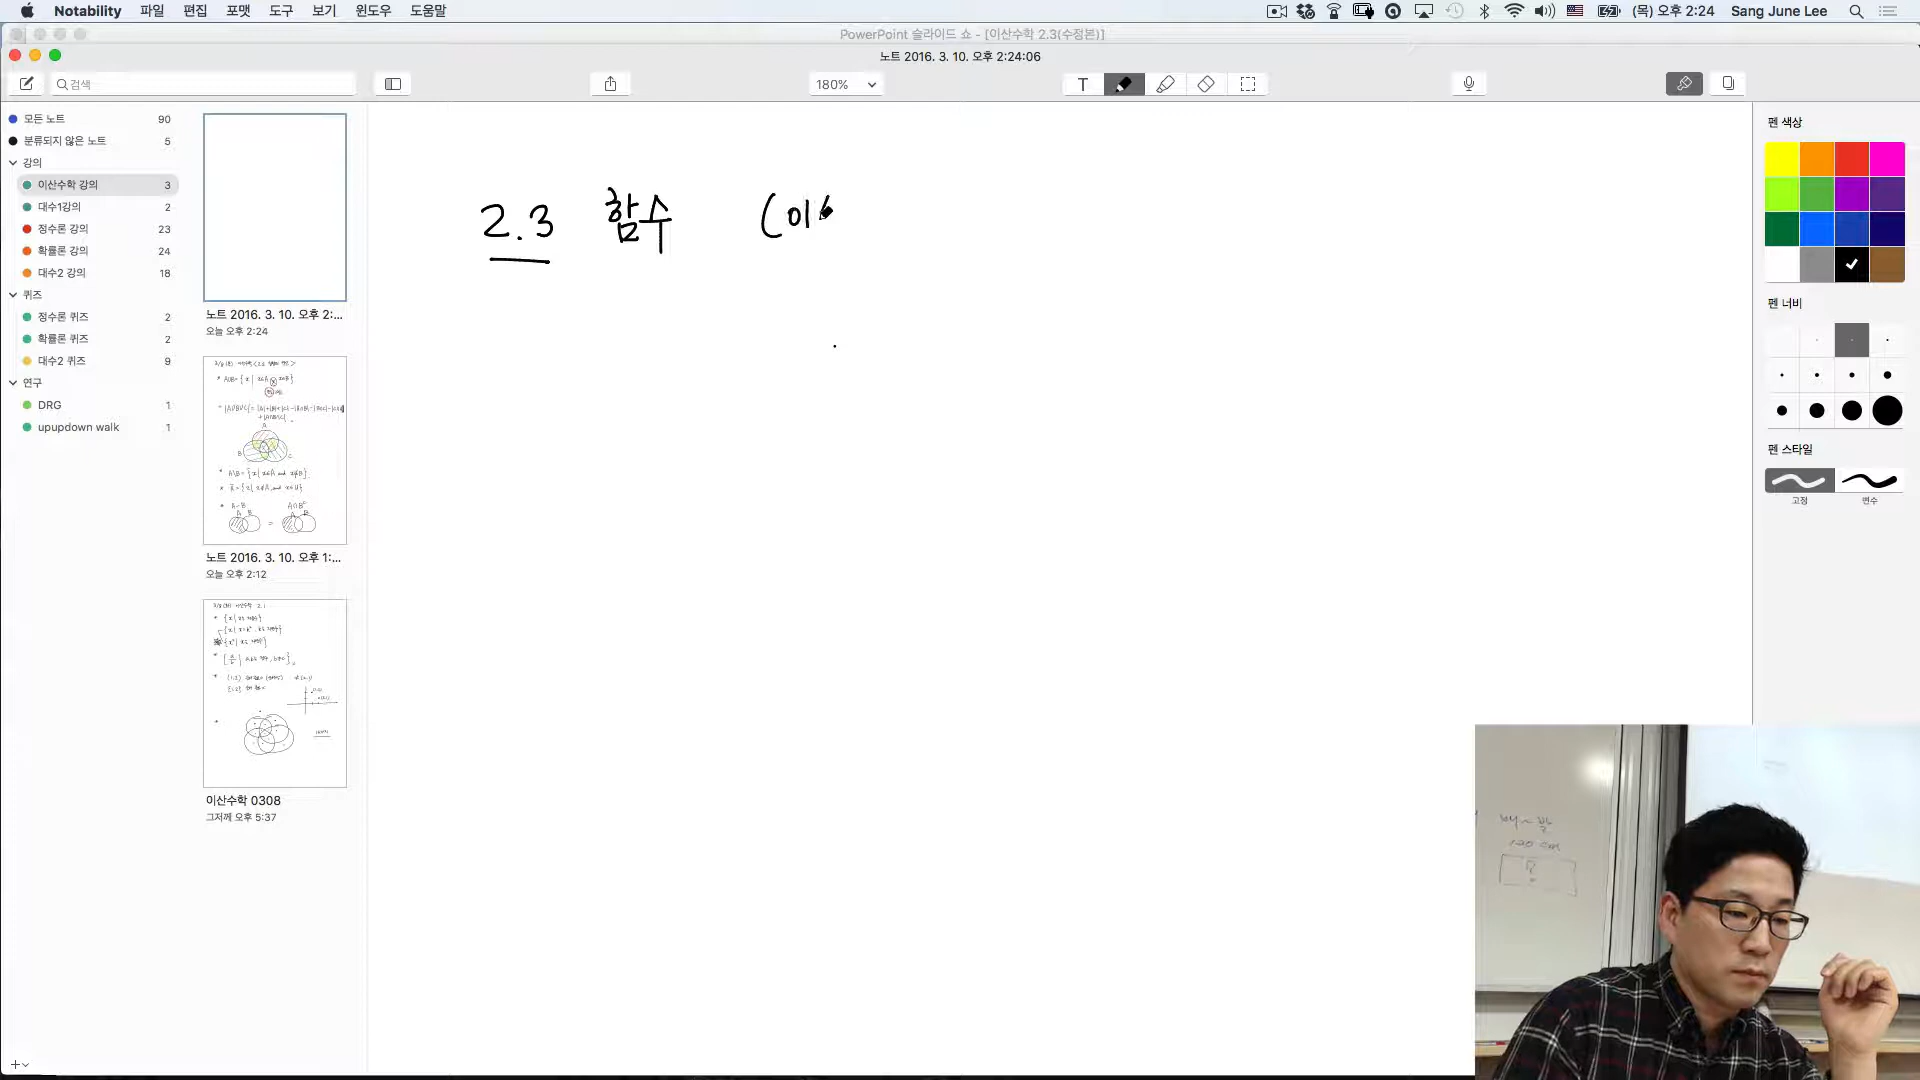 Notability 파일 편집 포맷 도구 보기 윈도우 도움말 (목) 오후 2:24 Sang June Lee
PowerPoint 슬라이드 쇼 - [이산수학 2.3(수정본)]
노트 2016. 3. 10. 오후 2:24:06
검색 180% T
모든 노트 90
분류되지 않은 노트 5
강의
이산수학 강의 3
대수1강의 2
정수론 강의 23
확률론 강의 24
대수2 강의 18
퀴즈
정수론 퀴즈 2
확률론 퀴즈 2
대수2 퀴즈 9
연구
DRG 1
upupdown walk 1
노트 2016. 3. 10. 오후 2:...
오늘 오후 2:24
노트 2016. 3. 10. 오후 1:...
오늘 오후 2:12
이산수학 0308
그저께 오후 5:37
2.3 함수 (이
펜 색상
펜 너비
펜 스타일
고정 변수